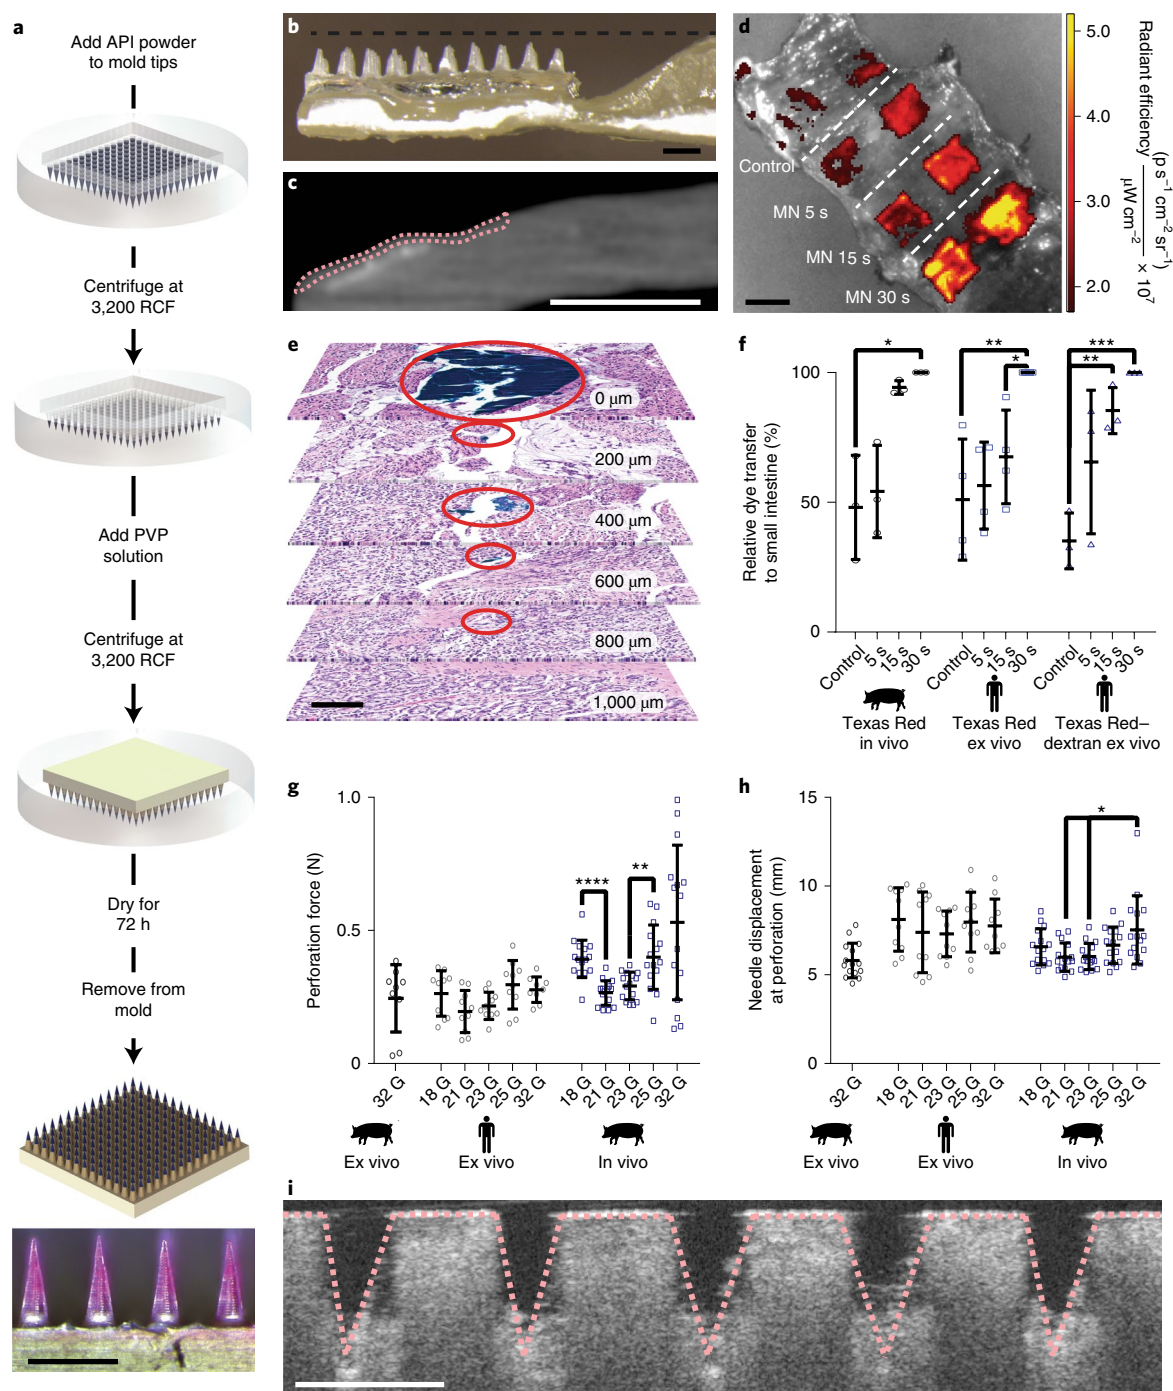 a
Add API powder
to mold tips
Centrifuge at
3,200 RCF
Add PVP
solution
Centrifuge at
3,200 RCF
Dry for
72 h
Remove from
mold
b
c
d
Control
MN 5 s
MN 15 s
MN 30 s
5.0
4.0
3.0
2.0
Radiant efficiency (p s⁻¹ cm⁻² sr⁻¹) / μW cm⁻² × 10⁷
e
0 μm
200 μm
400 μm
600 μm
800 μm
1,000 μm
f
Relative dye transfer
to small intestine (%)
100
50
0
*
**
*
***
**
Control 5 s 15 s 30 s
Control 5 s 15 s 30 s
Control 5 s 15 s 30 s
Texas Red
in vivo
Texas Red
ex vivo
Texas Red–
dextran ex vivo
g
Perforation force (N)
1.0
0.5
0
****
**
32 G
18 G 21 G 23 G 25 G 32 G
18 G 21 G 23 G 25 G 32 G
Ex vivo
Ex vivo
In vivo
h
Needle displacement
at perforation (mm)
15
10
5
0
*
32 G
18 G 21 G 23 G 25 G 32 G
18 G 21 G 23 G 25 G 32 G
Ex vivo
Ex vivo
In vivo
i